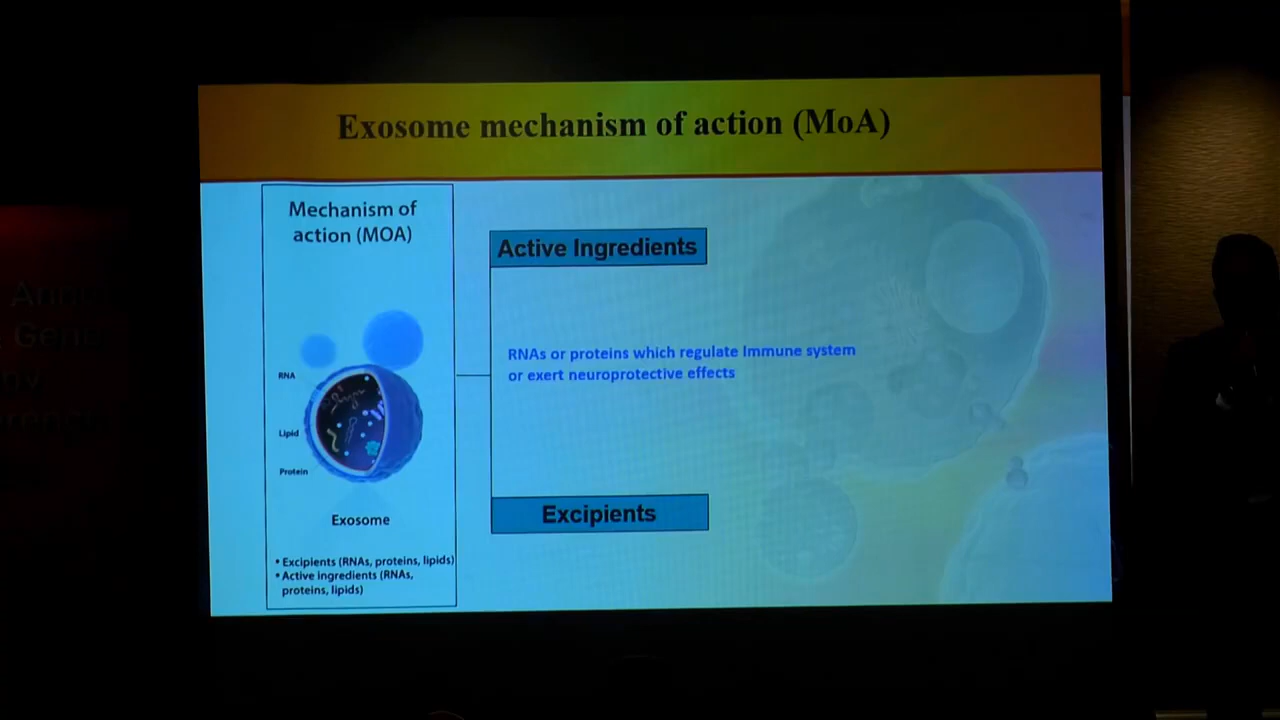 Exosome mechanism of action (MoA)
Mechanism of
action (MOA)
RNA
Lipid
Protein
Exosome
• Excipients (RNAs, proteins, lipids)
• Active ingredients (RNAs,
proteins, lipids)
Active Ingredients
RNAs or proteins which regulate Immune system
or exert neuroprotective effects
Excipients